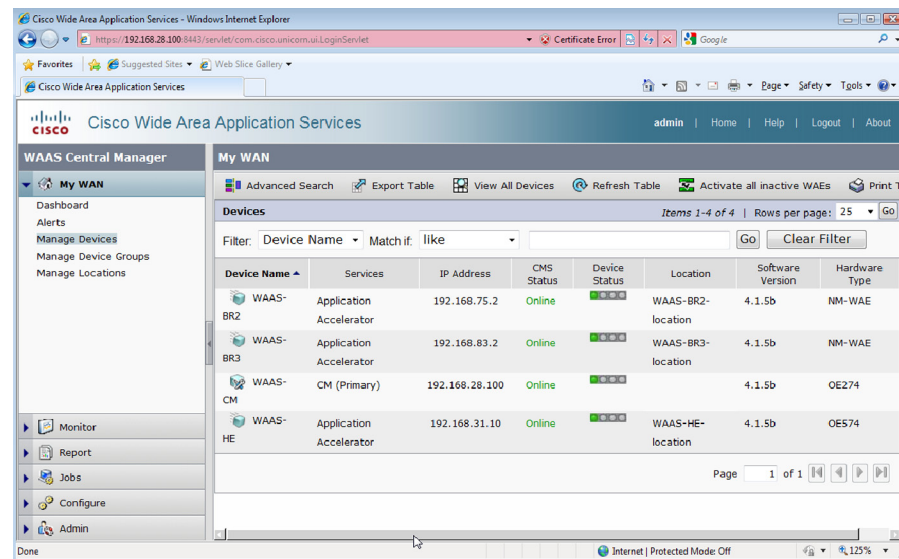 Cisco Wide Area Application Services - Windows Internet Explorer
https://192.168.28.100:8443/servlet/com.cisco.unicorn.ui.LoginServlet
Certificate Error
Google
Favorites
Suggested Sites
Web Slice Gallery
Cisco Wide Area Application Services
Page
Safety
Tools
CISCO
Cisco Wide Area Application Services
admin | Home | Help | Logout | About
WAAS Central Manager
My WAN
My WAN
Dashboard
Alerts
Manage Devices
Manage Device Groups
Manage Locations
Monitor
Report
Jobs
Configure
Admin
Advanced Search
Export Table
View All Devices
Refresh Table
Activate all inactive WAEs
Print T
Devices
Items 1-4 of 4 | Rows per page: 25 Go
Filter: Device Name Match if: like Go Clear Filter
Device Name Services IP Address CMS Status Device Status Location Software Version Hardware Type
WAAS-BR2 Application Accelerator 192.168.75.2 Online WAAS-BR2-location 4.1.5b NM-WAE
WAAS-BR3 Application Accelerator 192.168.83.2 Online WAAS-BR3-location 4.1.5b NM-WAE
WAAS-CM CM (Primary) 192.168.28.100 Online 4.1.5b OE274
WAAS-HE Application Accelerator 192.168.31.10 Online WAAS-HE-location 4.1.5b OE574
Page 1 of 1
Done
Internet | Protected Mode: Off
125%